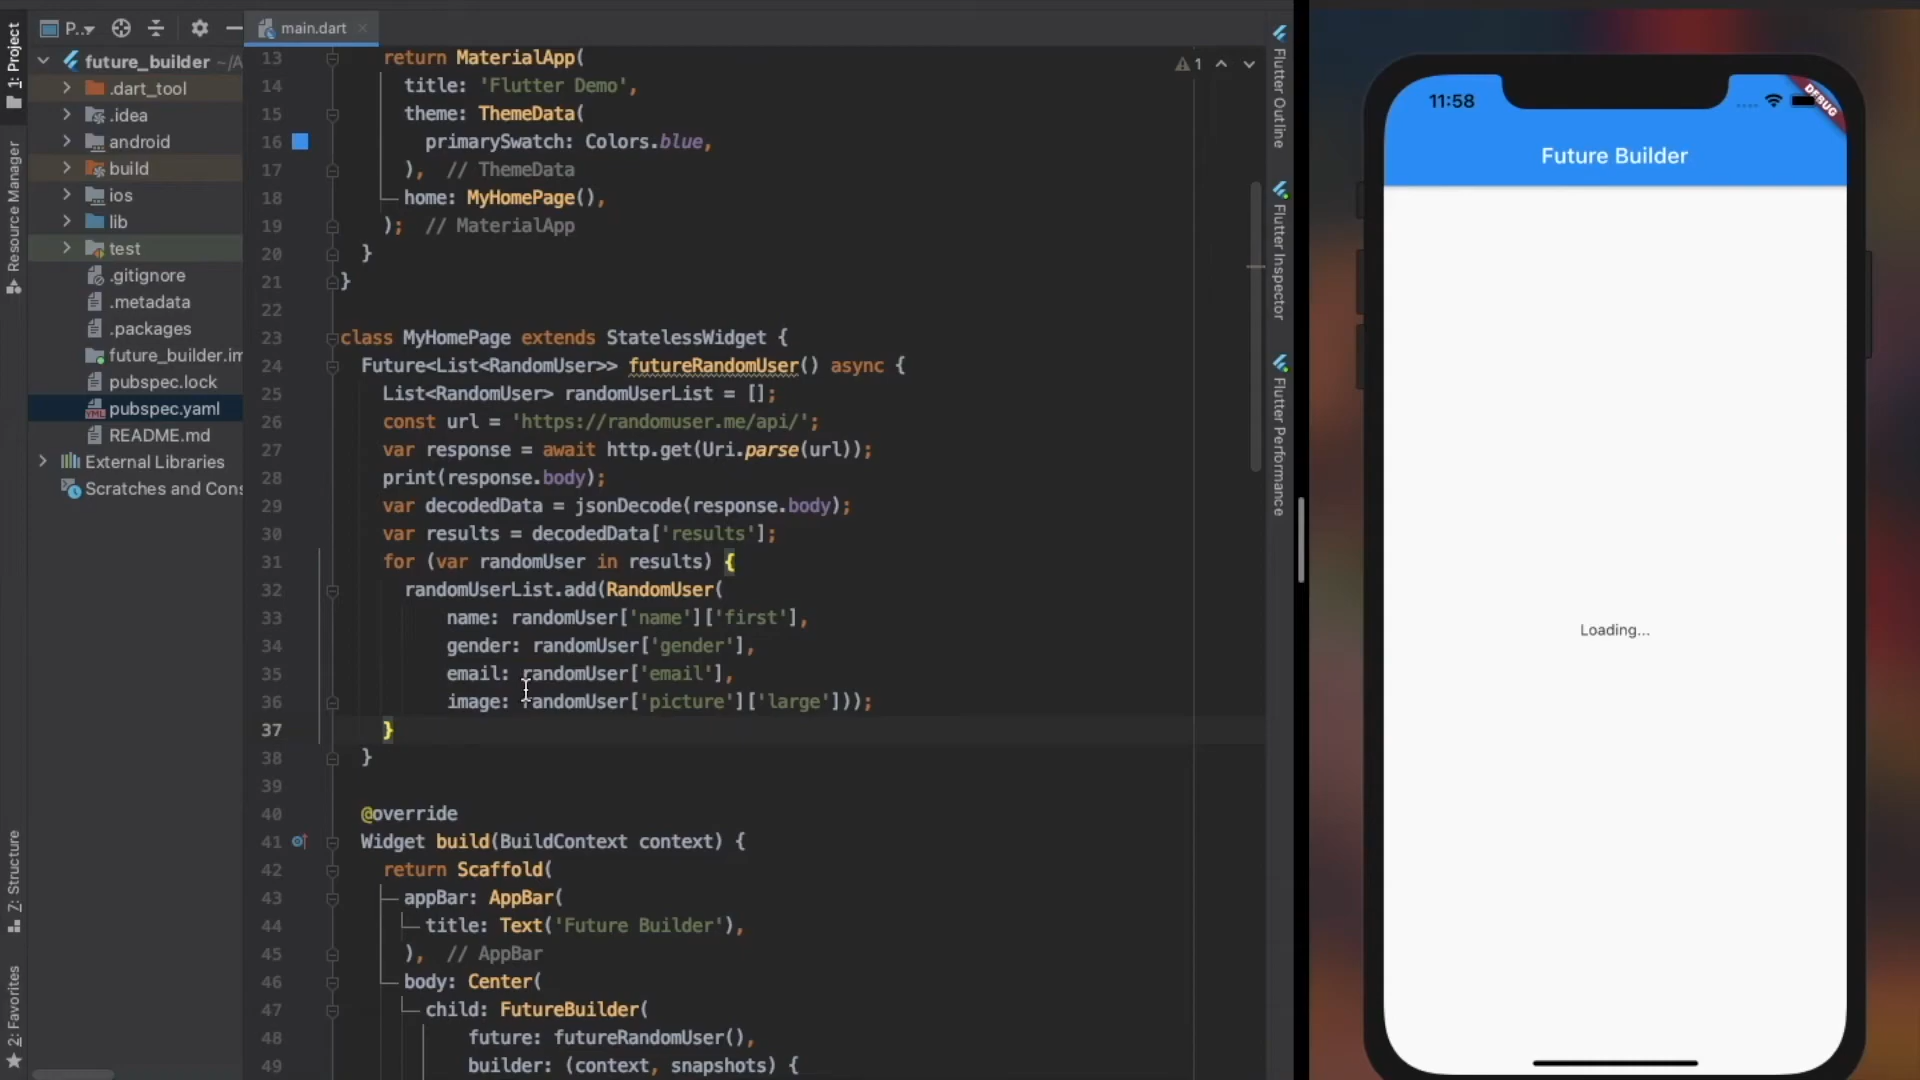 1: Project
Resource Manager
Z: Structure
2: Favorites
P..
future_builder ~/A
.dart_tool
.idea
android
build
ios
lib
test
.gitignore
.metadata
.packages
future_builder.im
pubspec.lock
pubspec.yaml
README.md
External Libraries
Scratches and Cons
main.dart
1
13 return MaterialApp(
14 title: 'Flutter Demo',
15 theme: ThemeData(
16 primarySwatch: Colors.blue,
17 ), // ThemeData
18 home: MyHomePage(),
19 ); // MaterialApp
20 }
21 }
22
23 class MyHomePage extends StatelessWidget {
24 Future<List<RandomUser>> futureRandomUser() async {
25 List<RandomUser> randomUserList = [];
26 const url = 'https://randomuser.me/api/';
27 var response = await http.get(Uri.parse(url));
28 print(response.body);
29 var decodedData = jsonDecode(response.body);
30 var results = decodedData['results'];
31 for (var randomUser in results) {
32 randomUserList.add(RandomUser(
33 name: randomUser['name']['first'],
34 gender: randomUser['gender'],
35 email: randomUser['email'],
36 image: randomUser['picture']['large']));
37 }
38 }
39
40 @override
41 Widget build(BuildContext context) {
42 return Scaffold(
43 appBar: AppBar(
44 title: Text('Future Builder'),
45 ), // AppBar
46 body: Center(
47 child: FutureBuilder(
48 future: futureRandomUser(),
49 builder: (context, snapshots) {
Flutter Outline
Flutter Inspector
Flutter Performance
11:58
DEBUG
Future Builder
Loading...